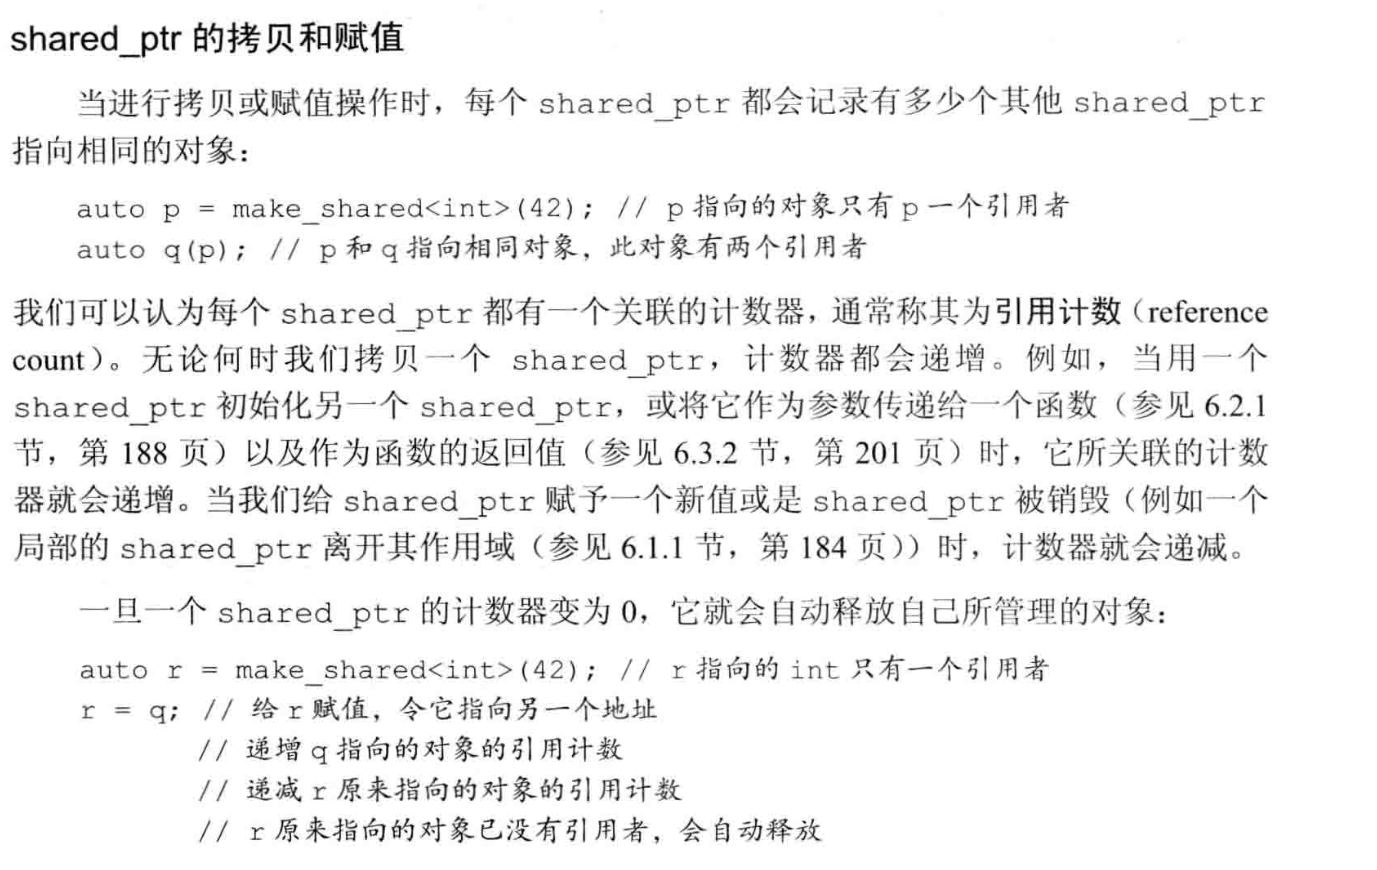 shared_ptr 的拷贝和赋值
当进行拷贝或赋值操作时，每个 shared_ptr 都会记录有多少个其他 shared_ptr
指向相同的对象：
auto p = make_shared<int>(42); // p 指向的对象只有 p 一个引用者
auto q(p); // p 和 q 指向相同对象，此对象有两个引用者
我们可以认为每个 shared_ptr 都有一个关联的计数器，通常称其为引用计数（reference
count）。无论何时我们拷贝一个 shared_ptr，计数器都会递增。例如，当用一个
shared_ptr 初始化另一个 shared_ptr，或将它作为参数传递给一个函数（参见 6.2.1
节，第 188 页）以及作为函数的返回值（参见 6.3.2 节，第 201 页）时，它所关联的计数
器就会递增。当我们给 shared_ptr 赋予一个新值或是 shared_ptr 被销毁（例如一个
局部的 shared_ptr 离开其作用域（参见 6.1.1 节，第 184 页））时，计数器就会递减。
一旦一个 shared_ptr 的计数器变为 0，它就会自动释放自己所管理的对象：
auto r = make_shared<int>(42); // r 指向的 int 只有一个引用者
r = q; // 给 r 赋值，令它指向另一个地址
// 递增 q 指向的对象的引用计数
// 递减 r 原来指向的对象的引用计数
// r 原来指向的对象已没有引用者，会自动释放